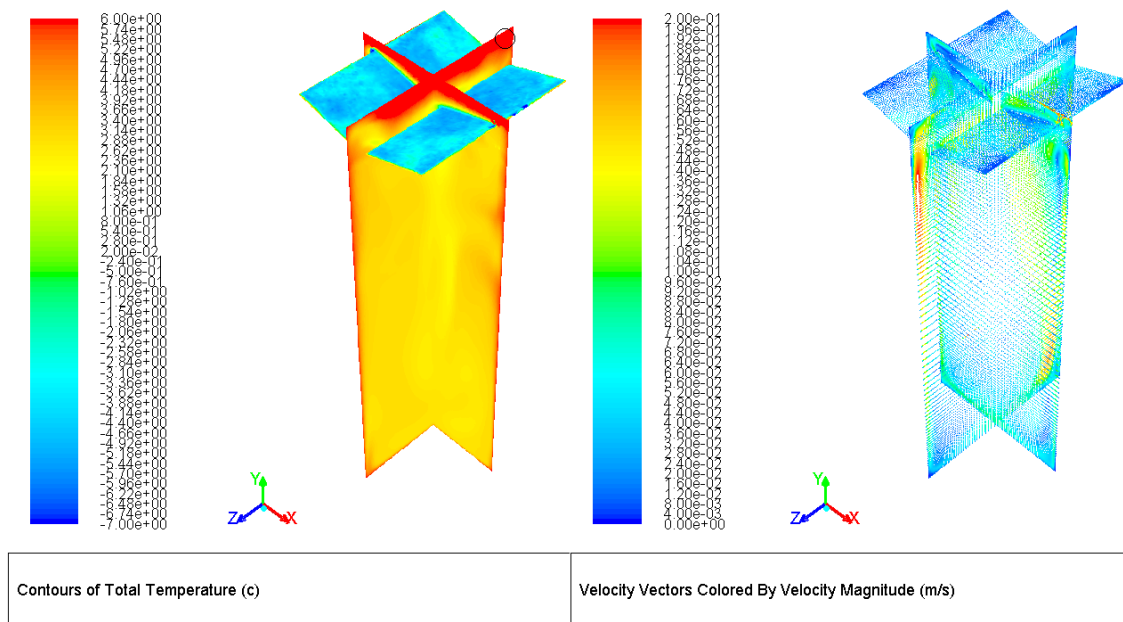 6.00e+00
5.74e+00
5.48e+00
5.22e+00
4.96e+00
4.70e+00
4.44e+00
4.18e+00
3.92e+00
3.66e+00
3.40e+00
3.14e+00
2.88e+00
2.62e+00
2.36e+00
2.10e+00
1.84e+00
1.58e+00
1.32e+00
1.06e+00
8.00e-01
5.40e-01
2.80e-01
2.00e-02
-2.40e-01
-5.00e-01
-7.60e-01
-1.02e+00
-1.28e+00
-1.54e+00
-1.80e+00
-2.06e+00
-2.32e+00
-2.58e+00
-2.84e+00
-3.10e+00
-3.36e+00
-3.62e+00
-3.88e+00
-4.14e+00
-4.40e+00
-4.66e+00
-4.92e+00
-5.18e+00
-5.44e+00
-5.70e+00
-5.96e+00
-6.22e+00
-6.48e+00
-6.74e+00
-7.00e+00
Y
Z
X
2.00e-01
1.96e-01
1.92e-01
1.88e-01
1.84e-01
1.80e-01
1.76e-01
1.72e-01
1.68e-01
1.64e-01
1.60e-01
1.56e-01
1.52e-01
1.48e-01
1.44e-01
1.40e-01
1.36e-01
1.32e-01
1.28e-01
1.24e-01
1.20e-01
1.16e-01
1.12e-01
1.08e-01
1.04e-01
1.00e-01
9.60e-02
9.20e-02
8.80e-02
8.40e-02
8.00e-02
7.60e-02
7.20e-02
6.80e-02
6.40e-02
6.00e-02
5.60e-02
5.20e-02
4.80e-02
4.40e-02
4.00e-02
3.60e-02
3.20e-02
2.80e-02
2.40e-02
2.00e-02
1.60e-02
1.20e-02
8.00e-03
4.00e-03
0.00e+00
Y
Z
X
Contours of Total Temperature (c)
Velocity Vectors Colored By Velocity Magnitude (m/s)